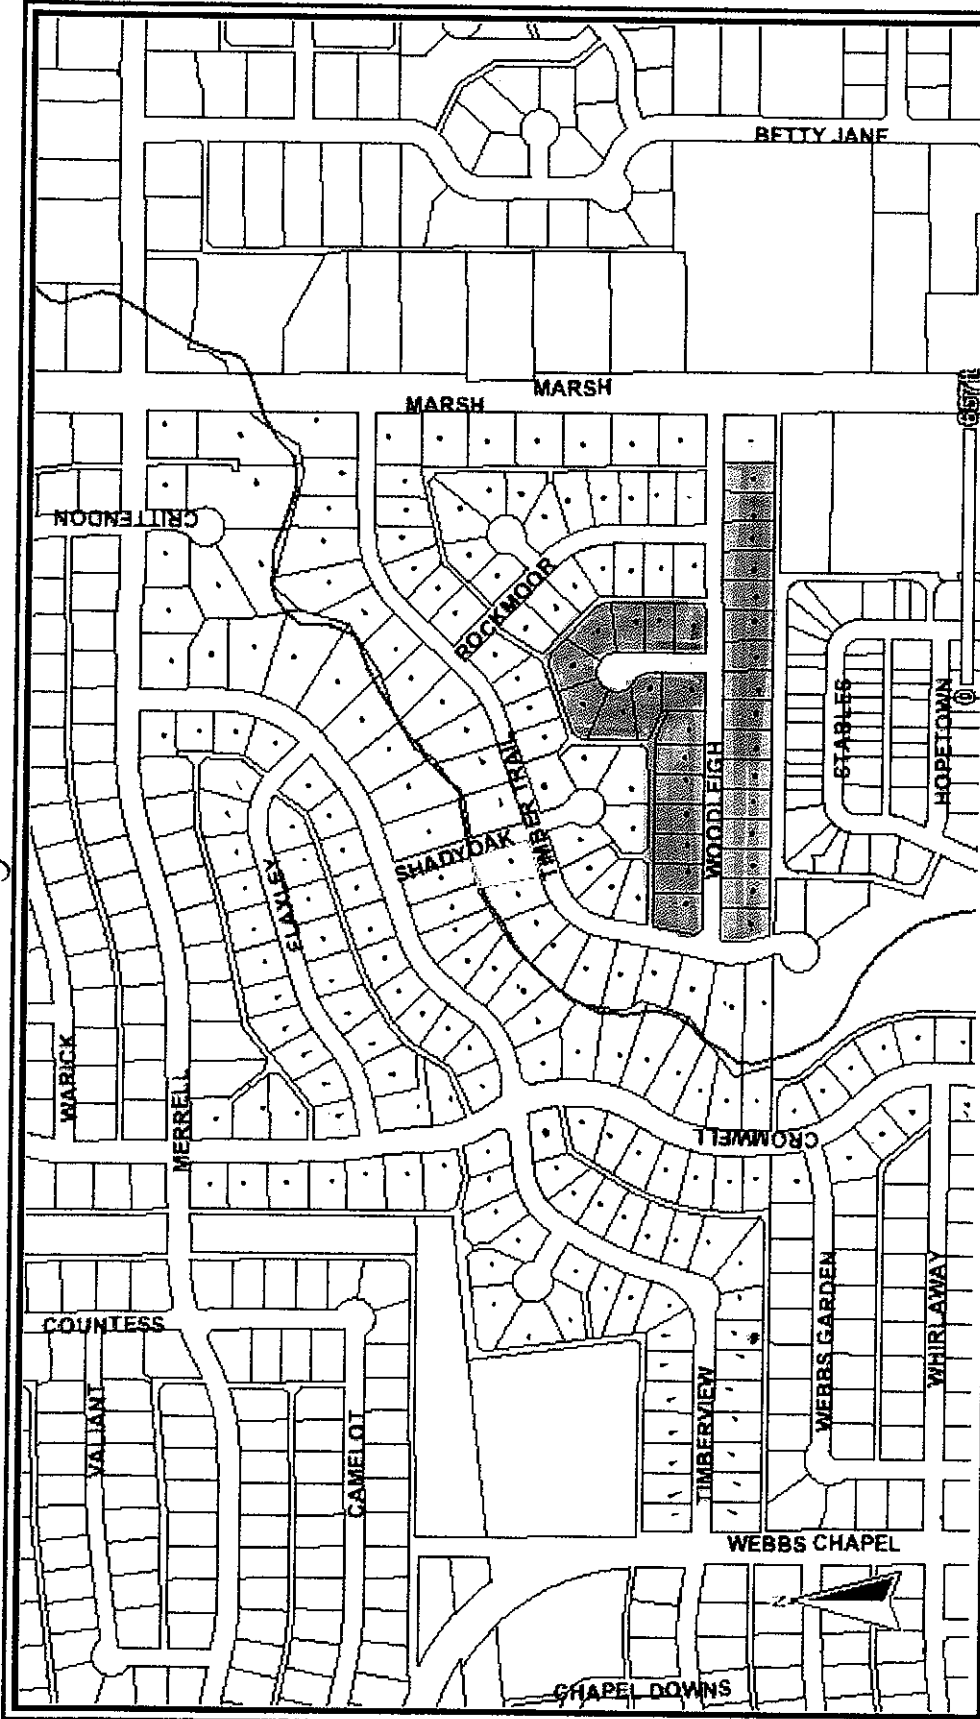 BETTY JANE
MARSH
MARSH
CRITTENDON
ROCKMOOR
STABLES
HOPETOWN
WOODLEIGH
TIMBER TRAIL
SHADYOAK
FLAXLEY
WARICK
MERRELL
CROMWELL
COUNTESS
VALIANT
CAMELOT
WEBBS GARDEN
WHIRLAWAY
TIMBERVIEW
WEBBS CHAPEL
N
CHAPEL DOWNS
0